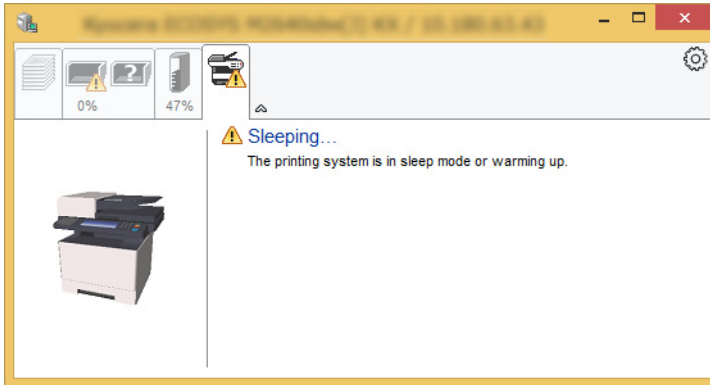 ?
0%
47%
Sleeping...
The printing system is in sleep mode or warming up.